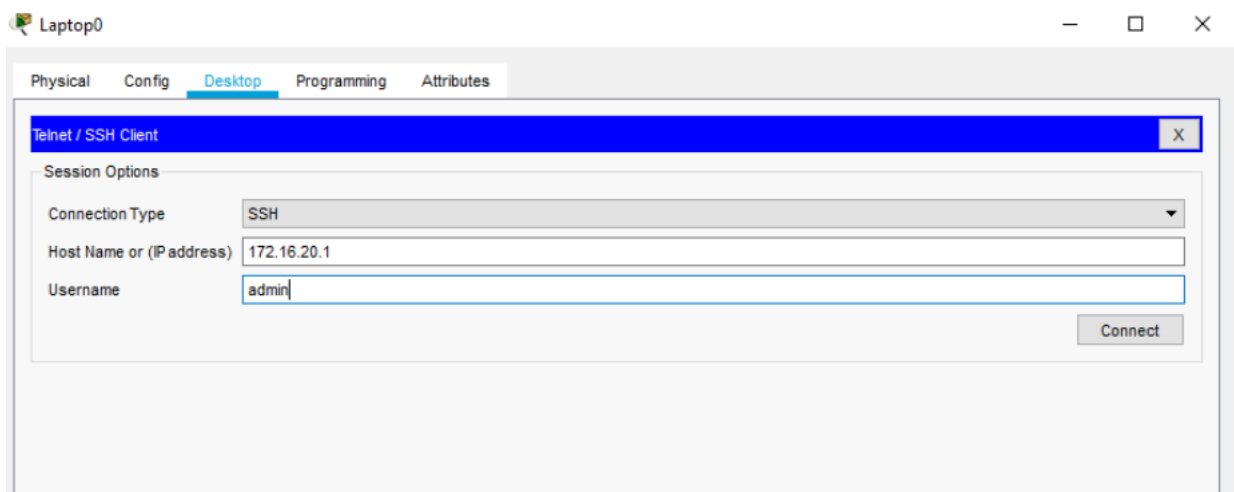 Laptop0
Physical Config Desktop Programming Attributes
Telnet / SSH Client X
Session Options
Connection Type SSH
Host Name or (IP address) 172.16.20.1
Username admin
Connect